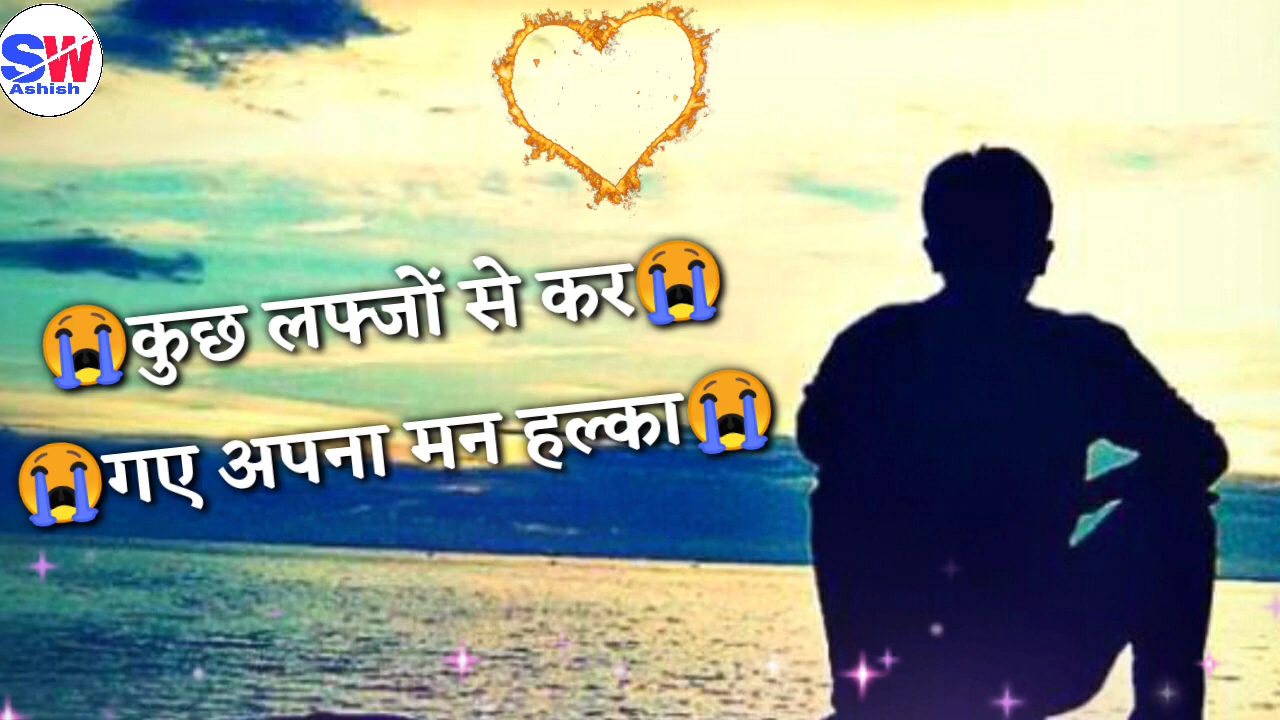 SW
Ashish
😭कुछ लफ्जों से कर😭
😭गए अपना मन हल्का😭